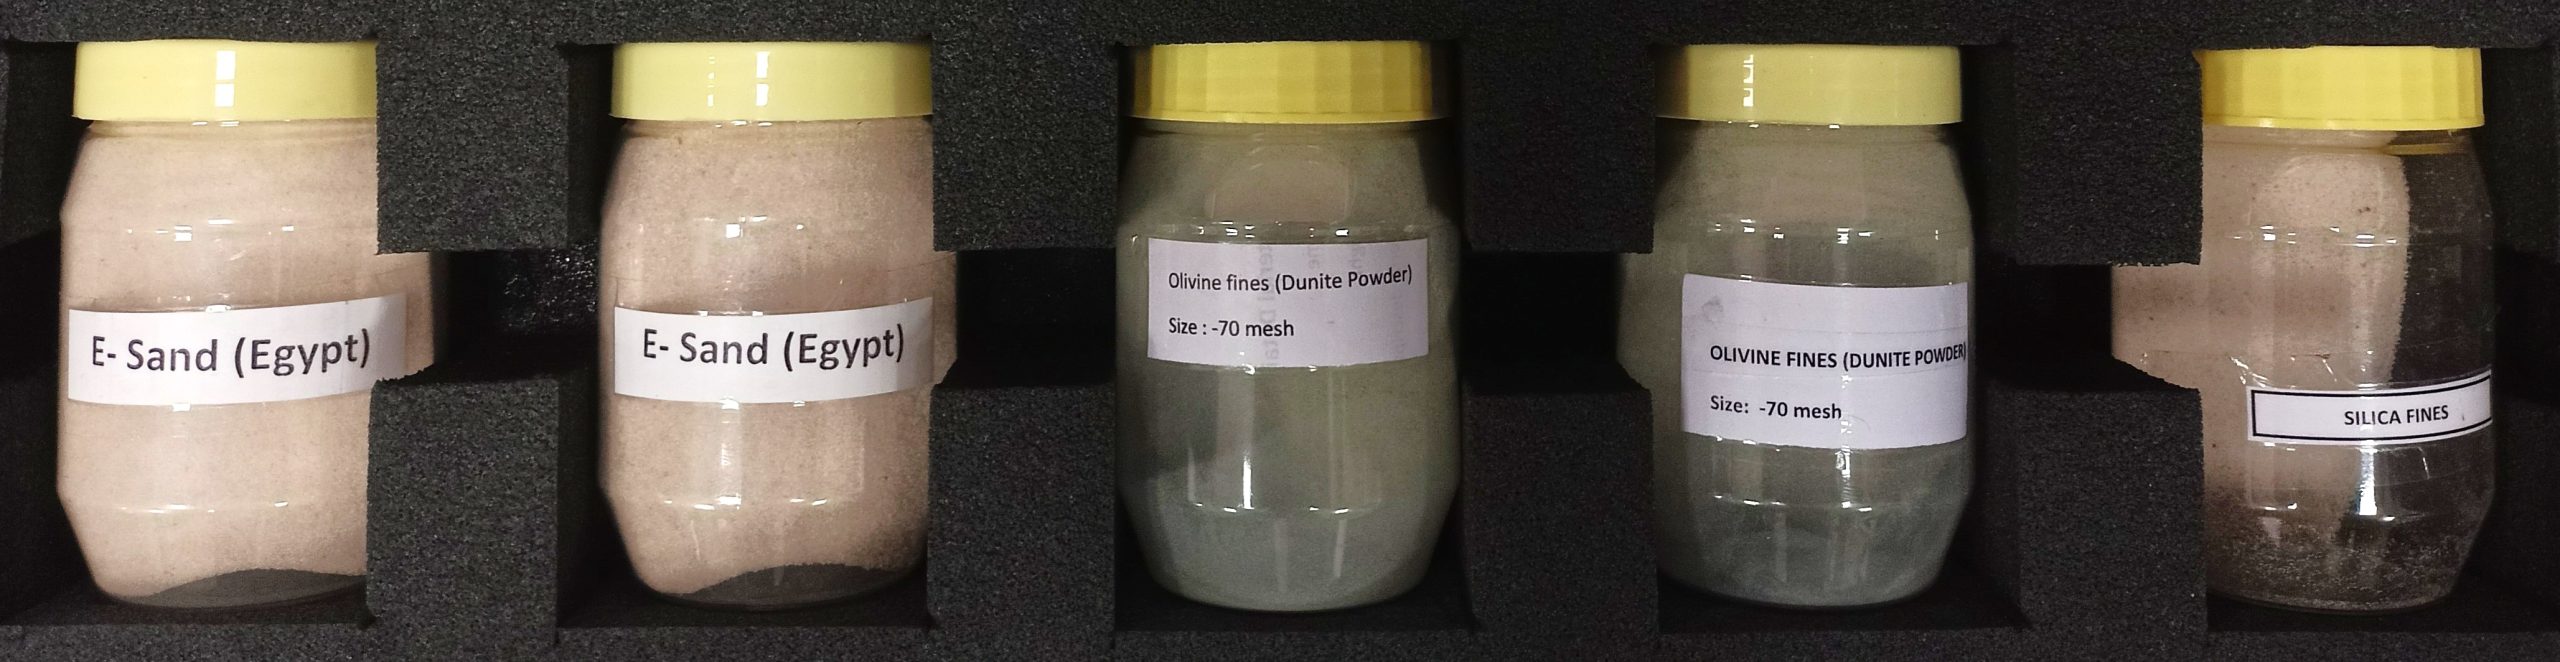 E- Sand (Egypt)
E- Sand (Egypt)
Olivine fines (Dunite Powder)
Size : -70 mesh
OLIVINE FINES (DUNITE POWDER)
Size: -70 mesh
SILICA FINES